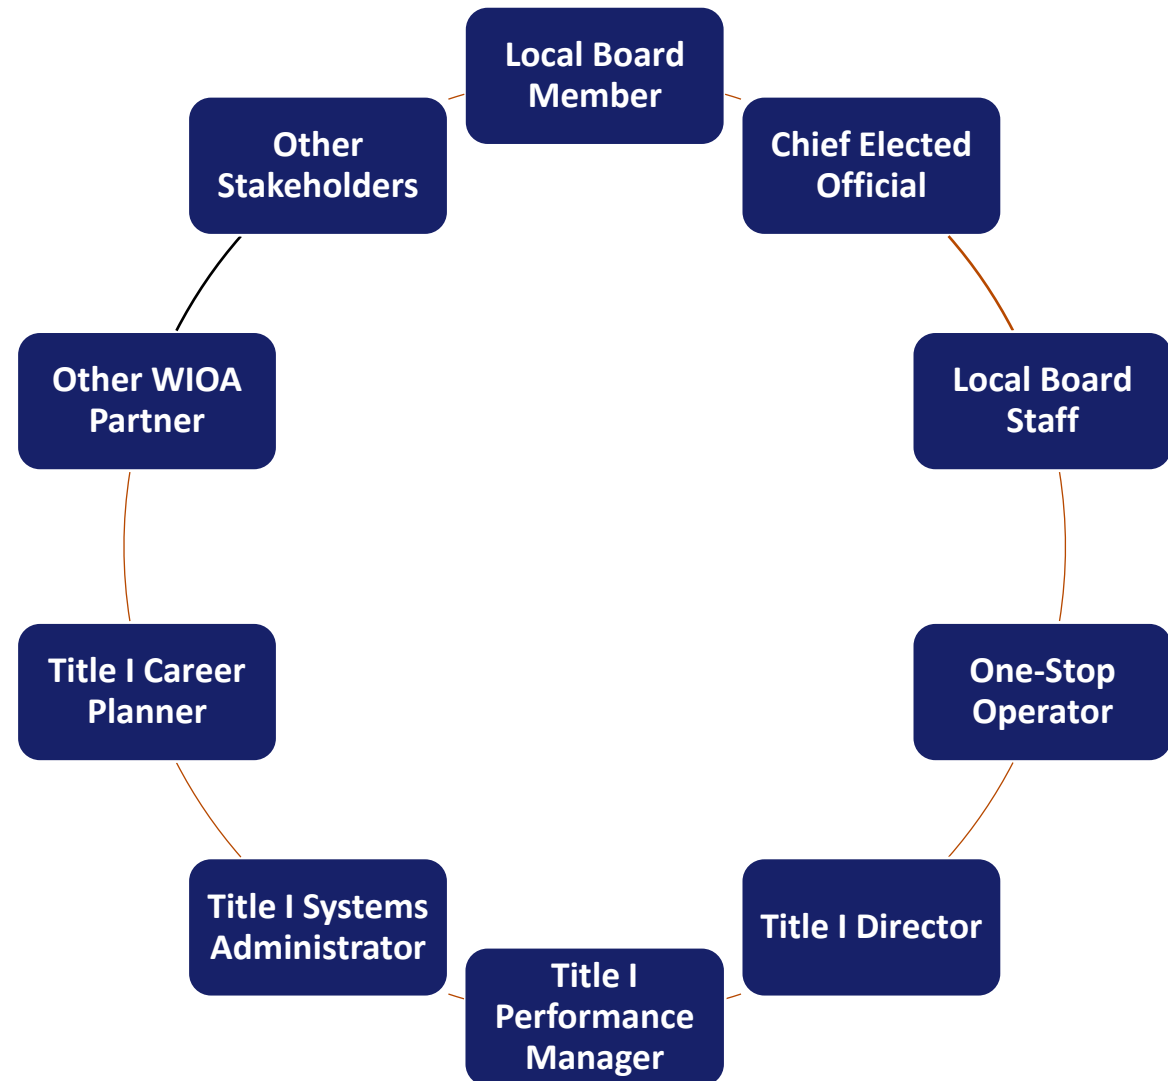 Local Board
Member
Chief Elected
Official
Local Board
Staff
One-Stop
Operator
Title I Director
Title I
Performance
Manager
Title I Systems
Administrator
Title I Career
Planner
Other WIOA
Partner
Other
Stakeholders